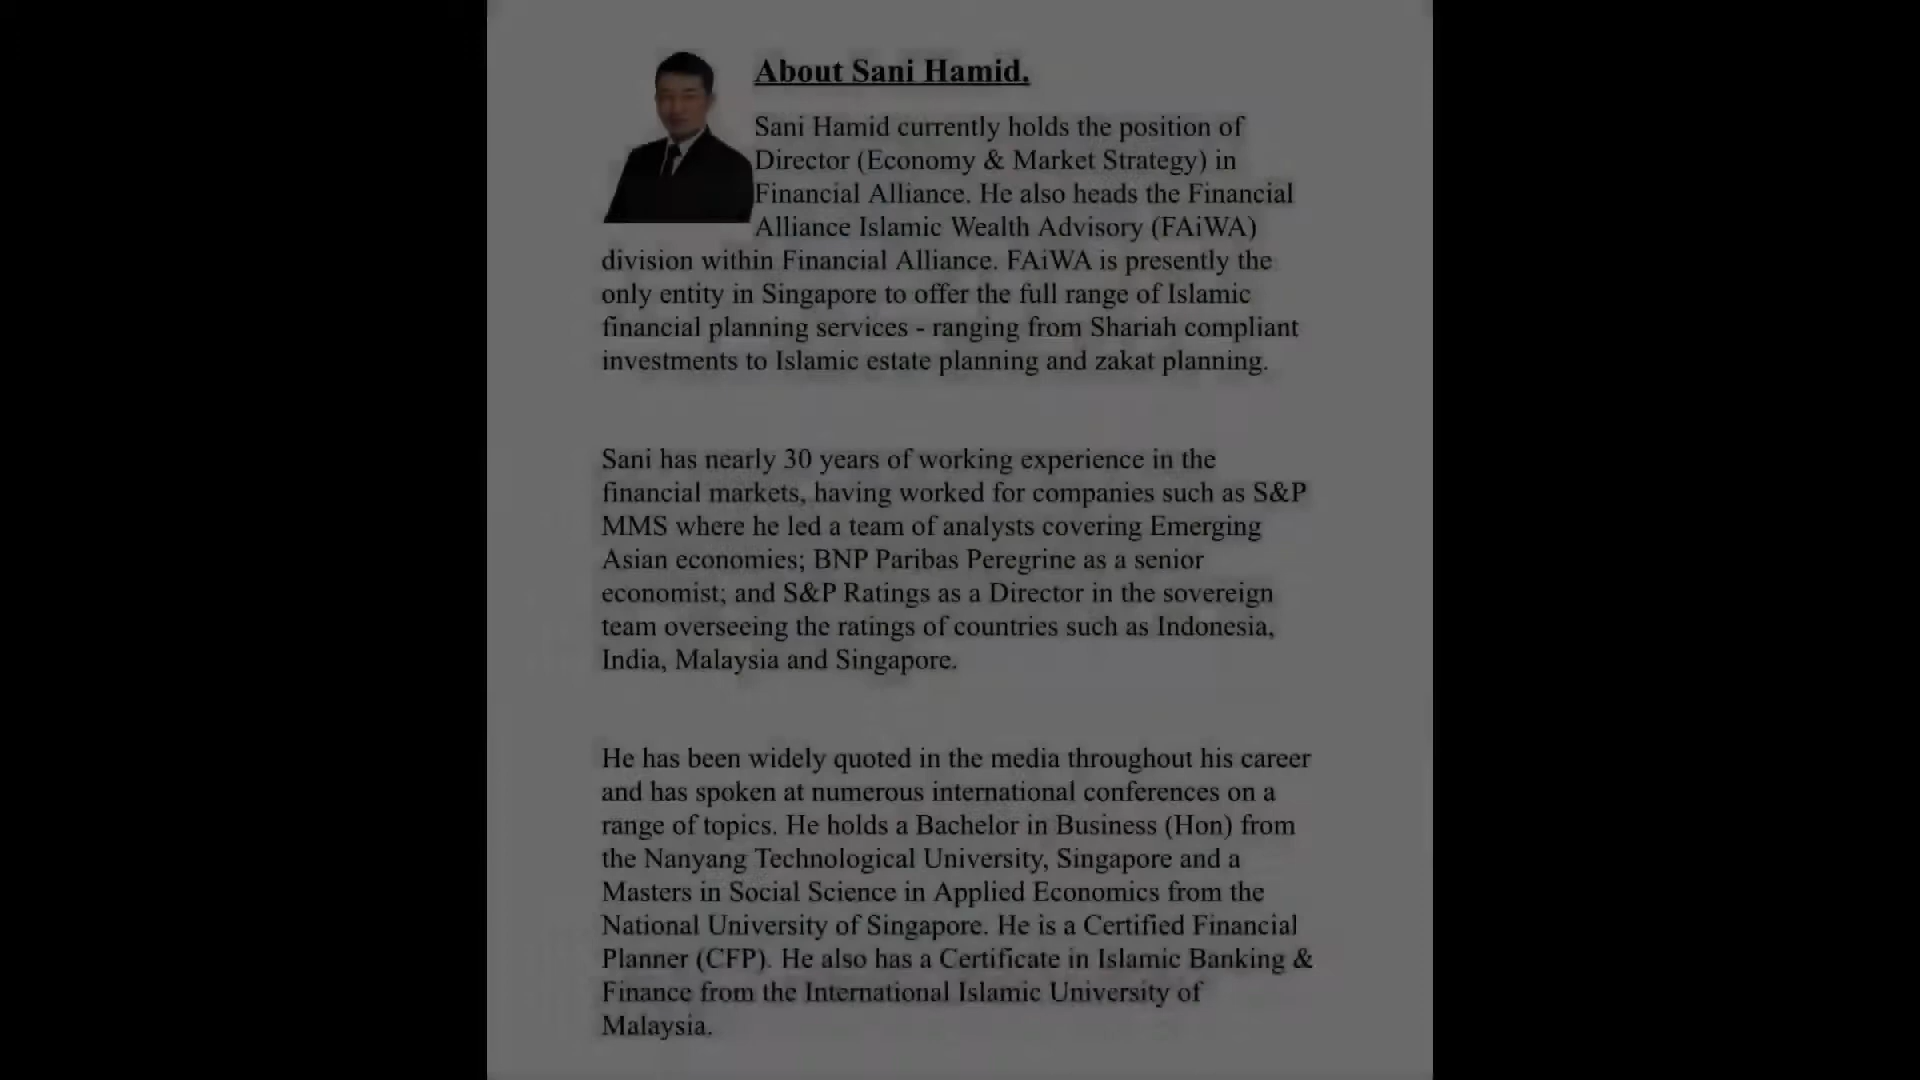 About Sani Hamid.
Sani Hamid currently holds the position of
Director (Economy & Market Strategy) in
Financial Alliance. He also heads the Financial
Alliance Islamic Wealth Advisory (FAiWA)
division within Financial Alliance. FAiWA is presently the
only entity in Singapore to offer the full range of Islamic
financial planning services - ranging from Shariah compliant
investments to Islamic estate planning and zakat planning.
Sani has nearly 30 years of working experience in the
financial markets, having worked for companies such as S&P
MMS where he led a team of analysts covering Emerging
Asian economies; BNP Paribas Peregrine as a senior
economist; and S&P Ratings as a Director in the sovereign
team overseeing the ratings of countries such as Indonesia,
India, Malaysia and Singapore.
He has been widely quoted in the media throughout his career
and has spoken at numerous international conferences on a
range of topics. He holds a Bachelor in Business (Hon) from
the Nanyang Technological University, Singapore and a
Masters in Social Science in Applied Economics from the
National University of Singapore. He is a Certified Financial
Planner (CFP). He also has a Certificate in Islamic Banking &
Finance from the International Islamic University of
Malaysia.